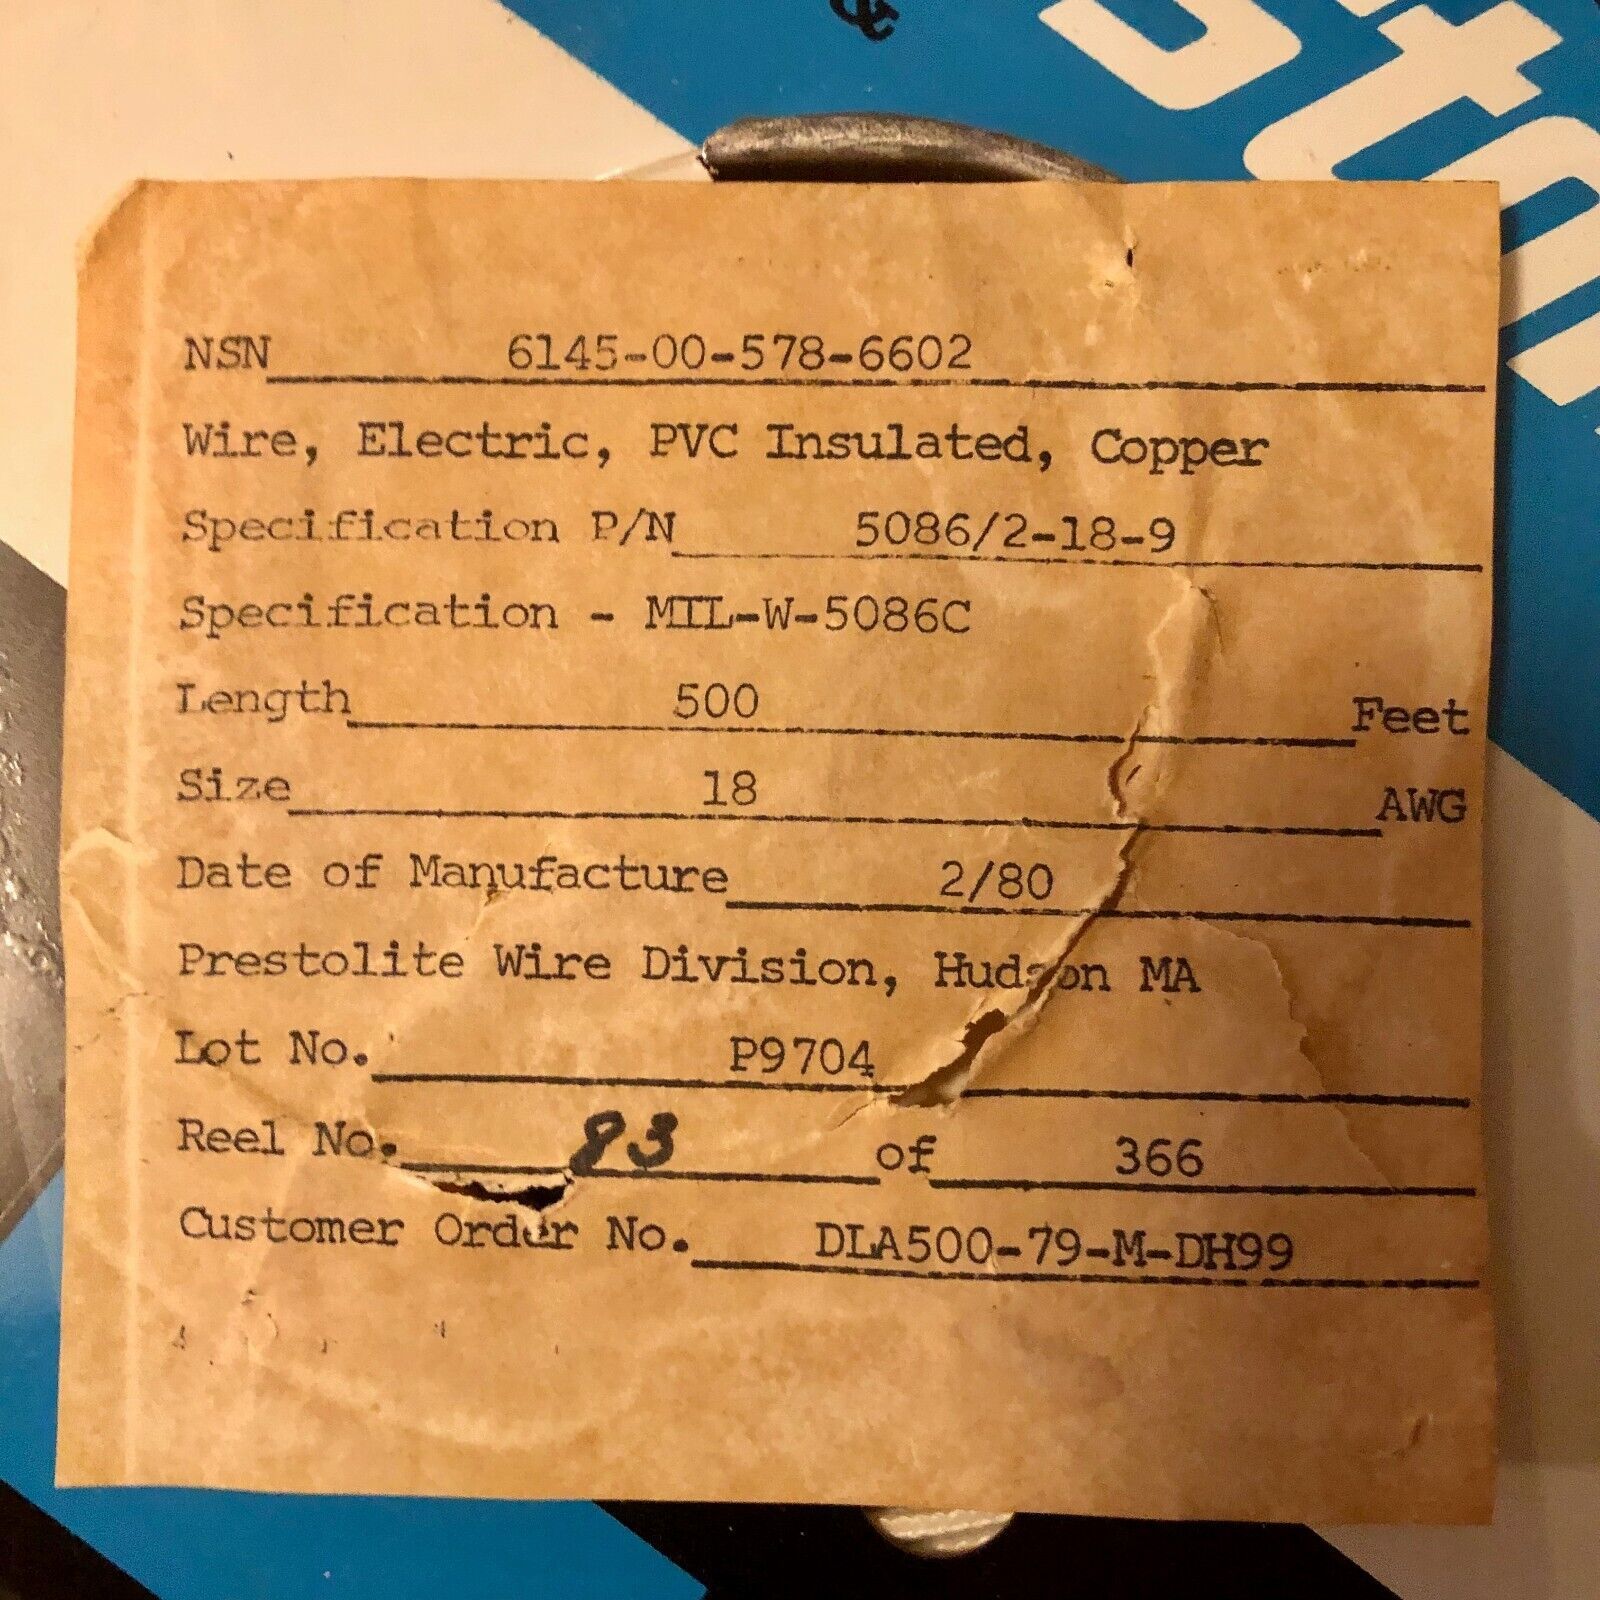 &
NSN 6145-00-578-6602
Wire, Electric, PVC Insulated, Copper
Specification P/N 5086/2-18-9
Specification - MIL-W-5086C
Length 500 Feet
Size 18 AWG
Date of Manufacture 2/80
Prestolite Wire Division, Hudson MA
Lot No. P9704
Reel No. 83 of 366
Customer Order No. DLA500-79-M-DH99